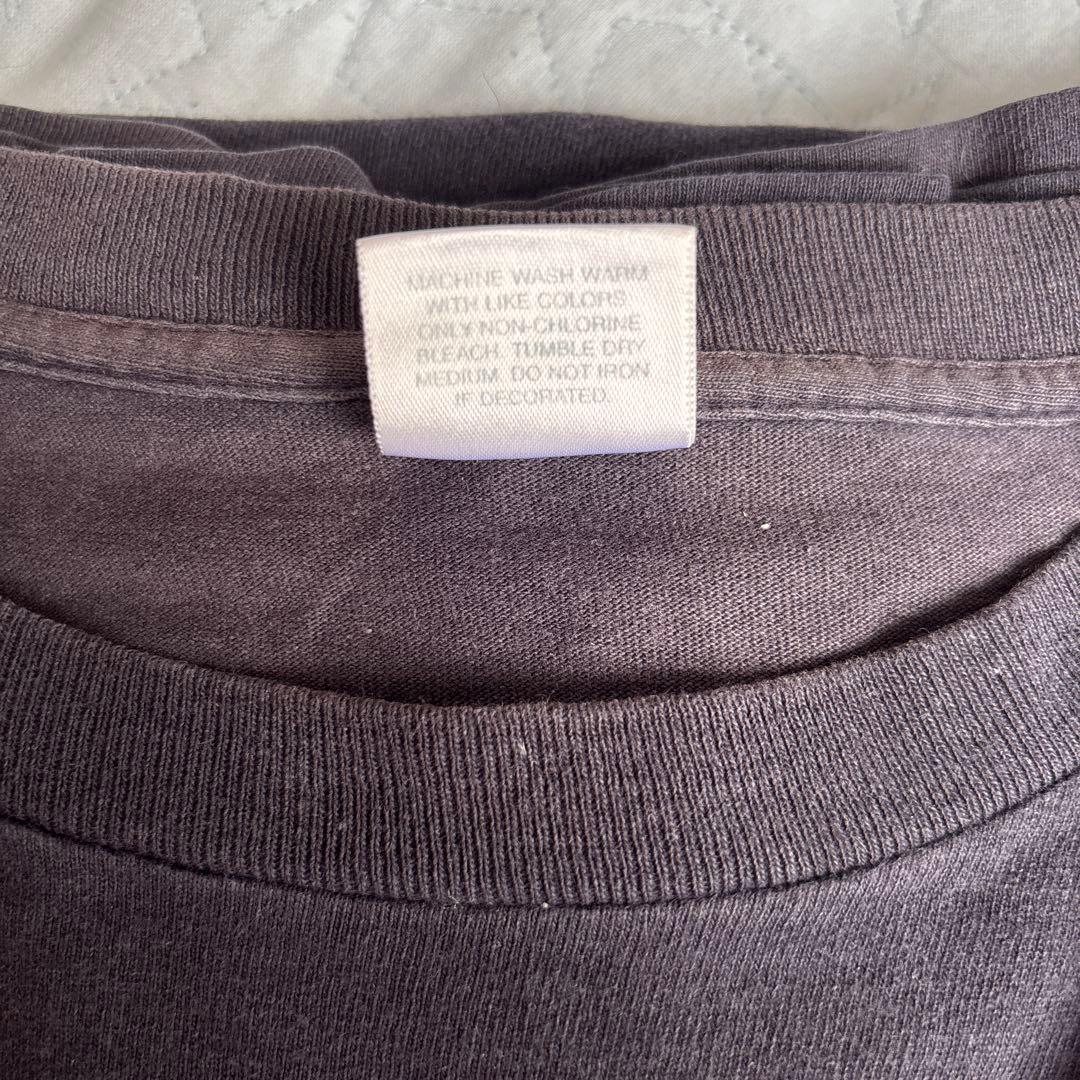 MACHINE WASH WARM
WITH LIKE COLORS
ONLY NON-CHLORINE
BLEACH. TUMBLE DRY
MEDIUM. DO NOT IRON
IF DECORATED.